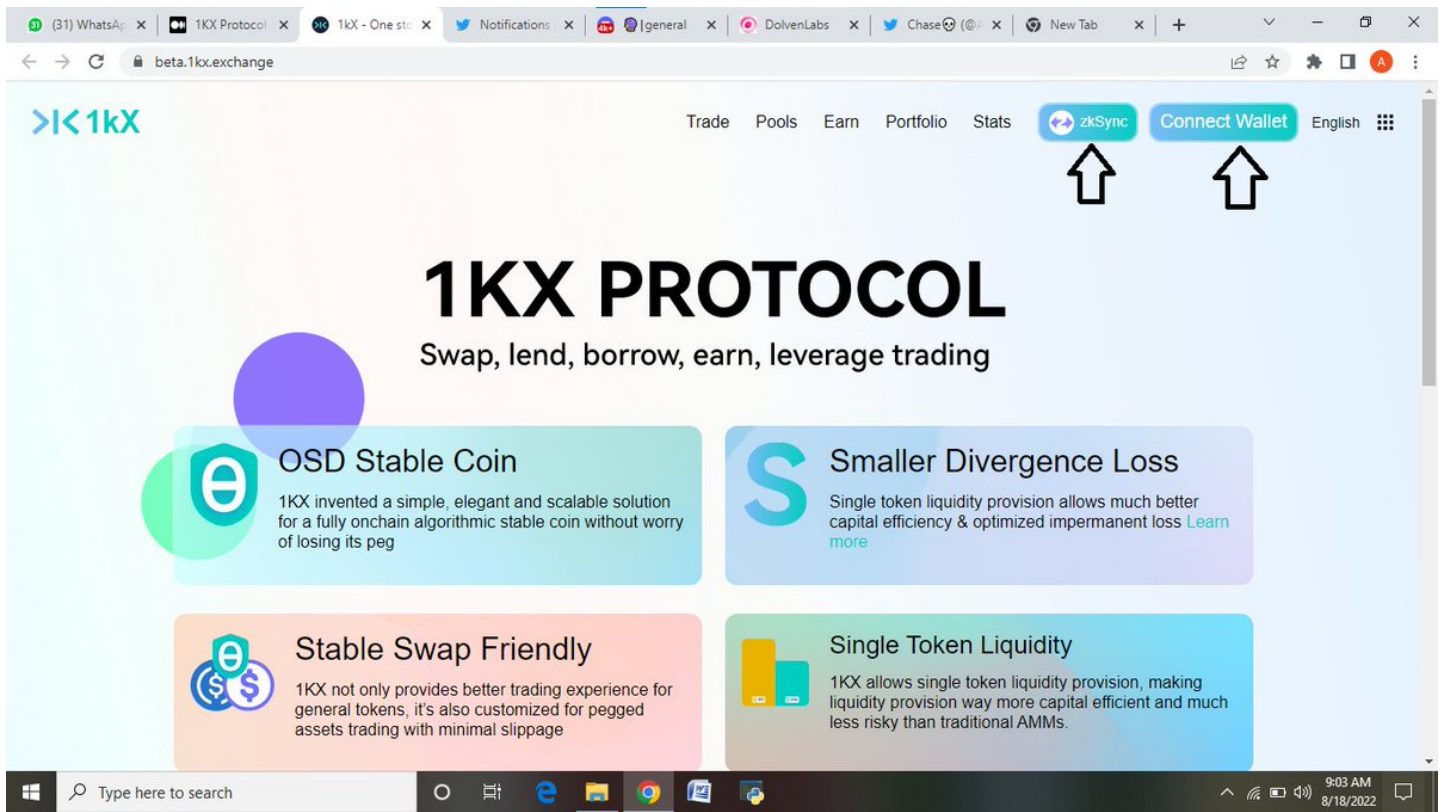 (31) WhatsAp
1KX Protocol
1kX - One sto
Notifications
4k+
|general
DolvenLabs
Chase💀 (@A
New Tab
beta.1kx.exchange
A
1kX
Trade
Pools
Earn
Portfolio
Stats
zkSync
Connect Wallet
English
1KX PROTOCOL
Swap, lend, borrow, earn, leverage trading
OSD Stable Coin
1KX invented a simple, elegant and scalable solution
for a fully onchain algorithmic stable coin without worry
of losing its peg
S
Smaller Divergence Loss
Single token liquidity provision allows much better
capital efficiency & optimized impermanent loss Learn
more
Stable Swap Friendly
1KX not only provides better trading experience for
general tokens, it's also customized for pegged
assets trading with minimal slippage
Single Token Liquidity
1KX allows single token liquidity provision, making
liquidity provision way more capital efficient and much
less risky than traditional AMMs.
Type here to search
9:03 AM
8/18/2022